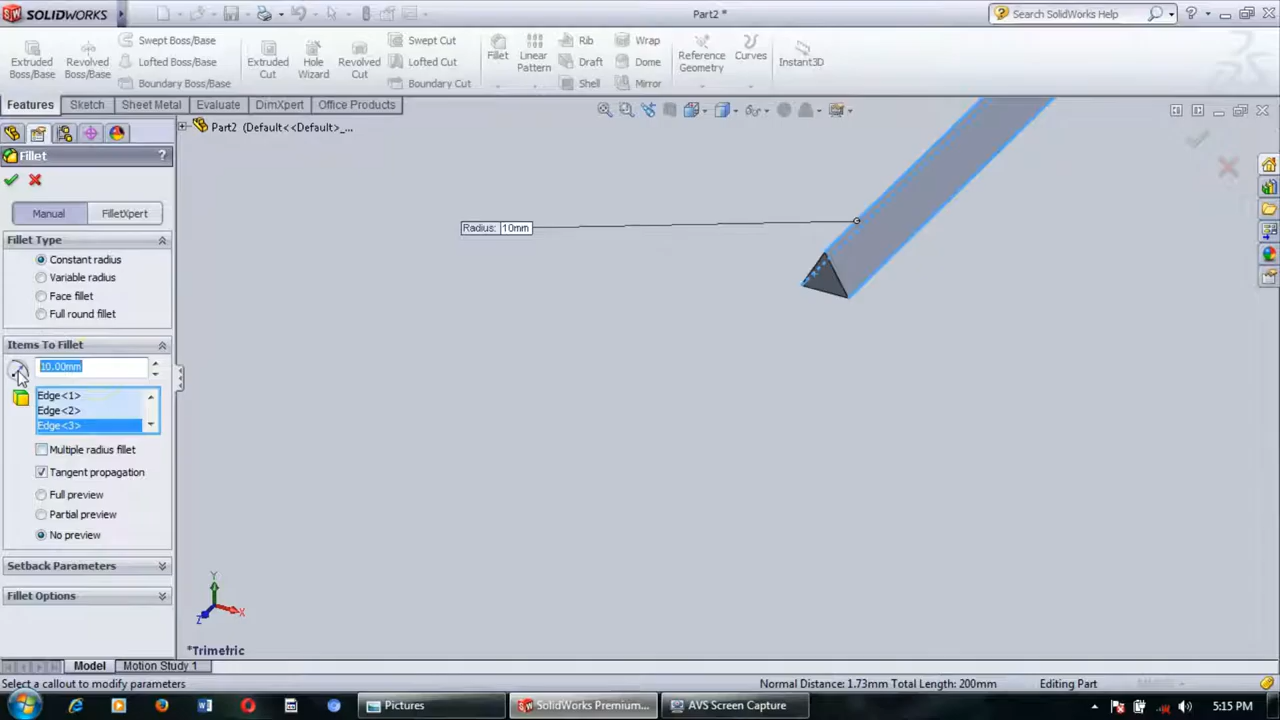 SOLIDWORKS
Part2 *
Search SolidWorks Help
Extruded Boss/Base
Revolved Boss/Base
Swept Boss/Base
Lofted Boss/Base
Boundary Boss/Base
Extruded Cut
Hole Wizard
Revolved Cut
Swept Cut
Lofted Cut
Boundary Cut
Fillet
Linear Pattern
Rib
Draft
Shell
Wrap
Dome
Mirror
Reference Geometry
Curves
Instant3D
Features
Sketch
Sheet Metal
Evaluate
DimXpert
Office Products
Part2 (Default<<Default>_...
Fillet
?
Manual
FilletXpert
Fillet Type
Constant radius
Variable radius
Face fillet
Full round fillet
Radius: 10mm
Items To Fillet
10.00mm
Edge<1>
Edge<2>
Edge<3>
Multiple radius fillet
Tangent propagation
Full preview
Partial preview
No preview
Setback Parameters
Fillet Options
Y
X
Z
*Trimetric
Model
Motion Study 1
Select a callout to modify parameters
Normal Distance: 1.73mm Total Length: 200mm
Editing Part
Pictures
SolidWorks Premium...
AVS Screen Capture
5:15 PM